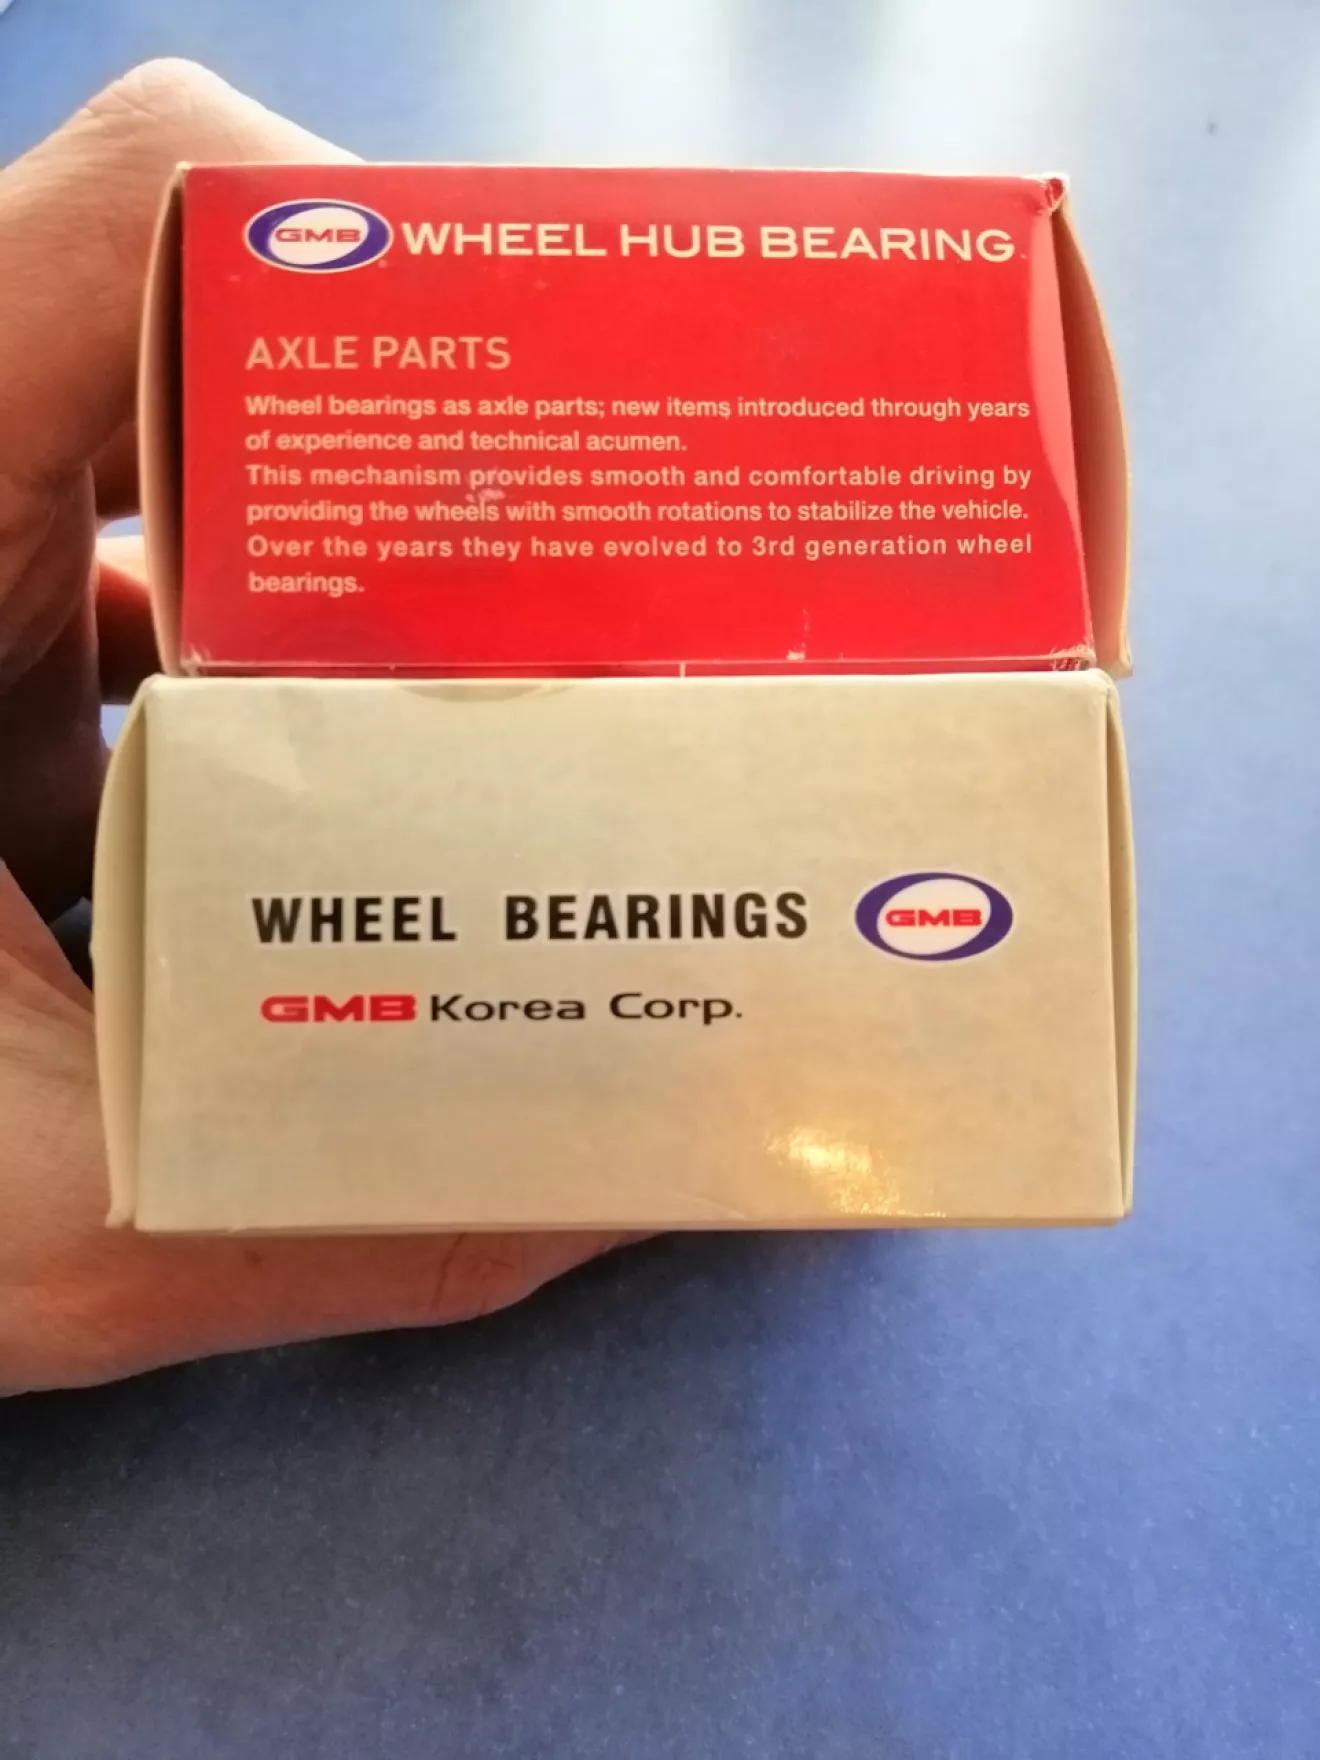 GMB WHEEL HUB BEARING
AXLE PARTS
Wheel bearings as axle parts; new items introduced through years
of experience and technical acumen.
This mechanism provides smooth and comfortable driving by
providing the wheels with smooth rotations to stabilize the vehicle.
Over the years they have evolved to 3rd generation wheel
bearings.
WHEEL BEARINGS GMB
GMB Korea Corp.